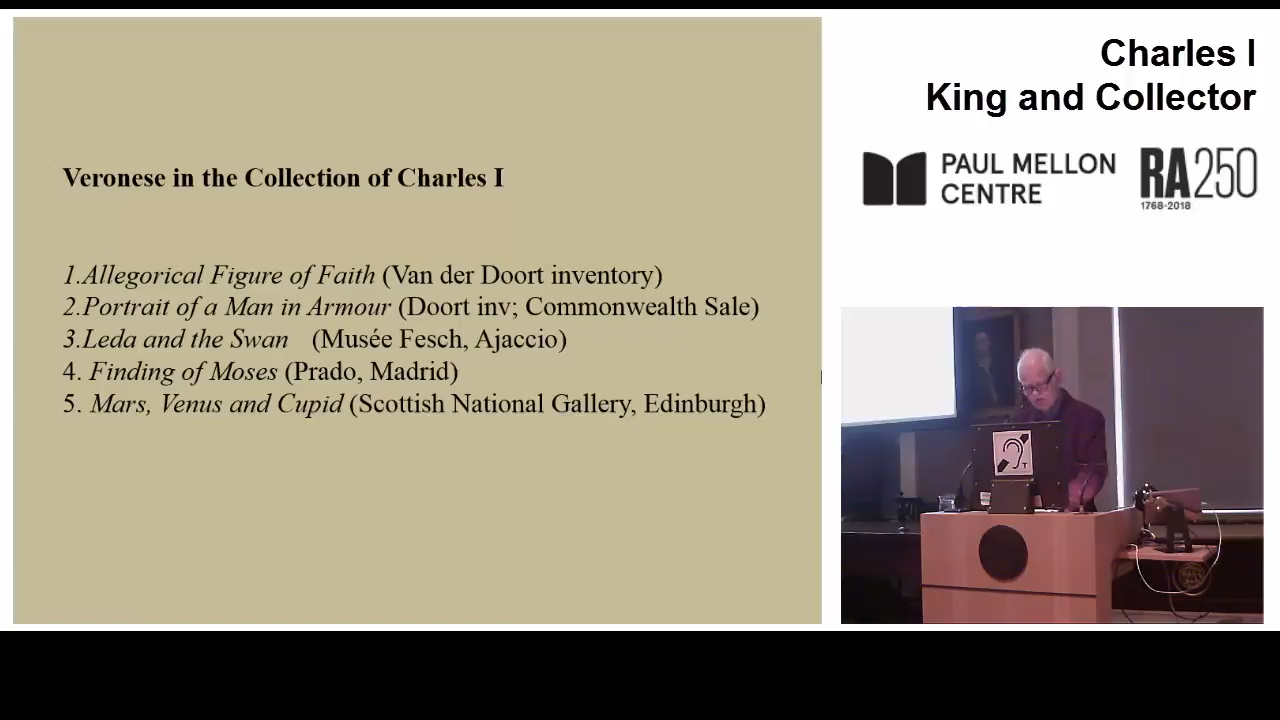 Veronese in the Collection of Charles I
1.Allegorical Figure of Faith (Van der Doort inventory)
2.Portrait of a Man in Armour (Doort inv; Commonwealth Sale)
3.Leda and the Swan (Musée Fesch, Ajaccio)
4. Finding of Moses (Prado, Madrid)
5. Mars, Venus and Cupid (Scottish National Gallery, Edinburgh)
Charles I
King and Collector
PAUL MELLON
CENTRE
RA250
1768-2018
T